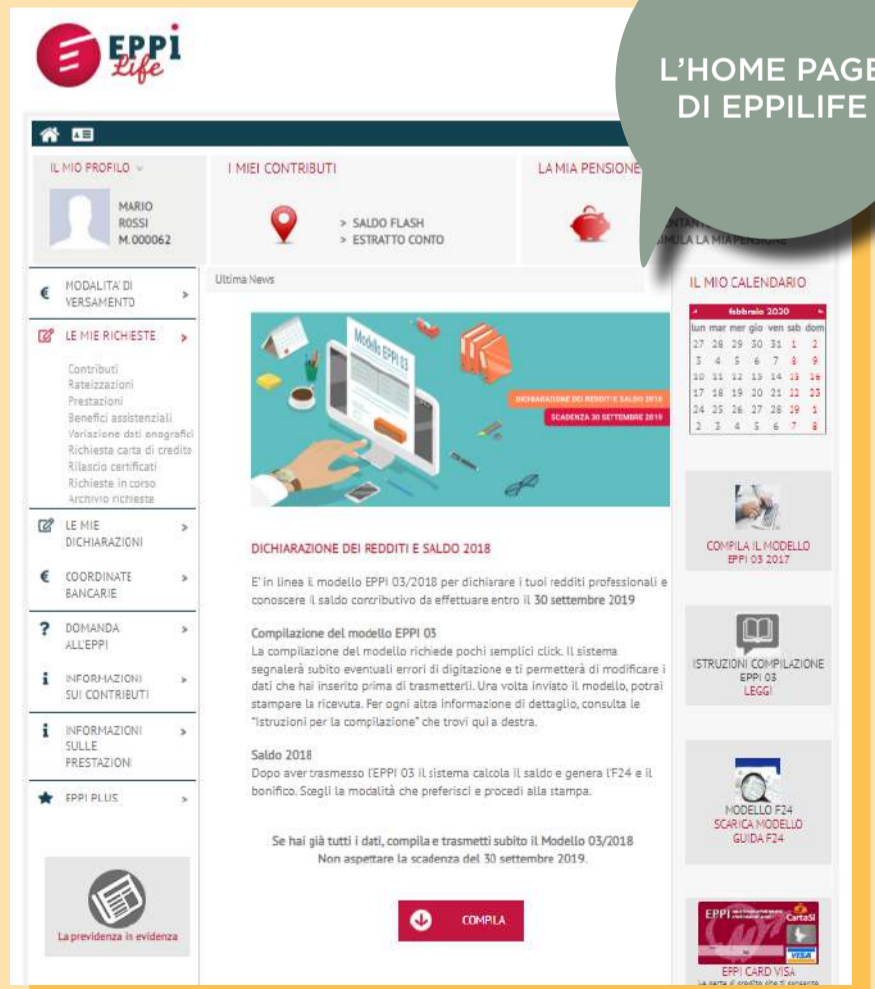 EPPI
Life
L'HOME PAGE
DI EPPILIFE
IL MIO PROFILO
MARIO
ROSSI
M. 000062
I MIEI CONTRIBUTI
> SALDO FLASH
> ESTRATTO CONTO
LA MIA PENSIONE
MULA LA MIA PENSIONE
MODALITA' DI
VERSAMENTO
LE MIE RICHIESTE
Contributi
Rateizzazioni
Prestazioni
Benefici assistenziali
Variazione dati anagrafici
Richiesta carta di credito
Rilascio certificati
Richieste in corso
Archivio richieste
LE MIE
DICHIARAZIONI
COORDINATE
BANCARIE
DOMANDA
ALL'EPPI
INFORMAZIONI
SUI CONTRIBUTI
INFORMAZIONI
SULLE
PRESTAZIONI
EPPI PLUS
La previdenza in evidenza
Ultima News
Modello EPPI 03
DICHIARAZIONE DEI REDDITI E SALDO 2018
SCADENZA 30 SETTEMBRE 2019
DICHIARAZIONE DEI REDDITI E SALDO 2018
E' in linea il modello EPPI 03/2018 per dichiarare i tuoi redditi professionali e
conoscere il saldo contributivo da effettuare entro il 30 settembre 2019
Compilazione del modello EPPI 03
La compilazione del modello richiede pochi semplici click. Il sistema
segnalerà subito eventuali errori di digitazione e ti permetterà di modificare i
dati che hai inserito prima di trasmetterli. Una volta inviato il modello, potrai
stampare la ricevuta. Per ogni altra informazione di dettaglio, consulta le
"Istruzioni per la compilazione" che trovi qui a destra.
Saldo 2018
Dopo aver trasmesso l'EPPI 03 il sistema calcola il saldo e genera l'F24 e il
bonifico. Scegli la modalità che preferisci e procedi alla stampa.
Se hai già tutti i dati, compila e trasmetti subito il Modello 03/2018
Non aspettare la scadenza del 30 settembre 2019.
COMPILA
IL MIO CALENDARIO
febbraio 2020
lun mar mer gio ven sab dom
27 28 29 30 31 1 2
3 4 5 6 7 8 9
10 11 12 13 14 15 16
17 18 19 20 21 22 23
24 25 26 27 28 29 1
2 3 4 5 6 7 8
COMPILA IL MODELLO
EPPI 03 2017
ISTRUZIONI COMPILAZIONE
EPPI 03
LEGGI
MODELLO F24
SCARICA MODELLO
GUIDA F24
EPPI
CartaSi
VISA
EPPI CARD VISA
La carta di credito che ti consente